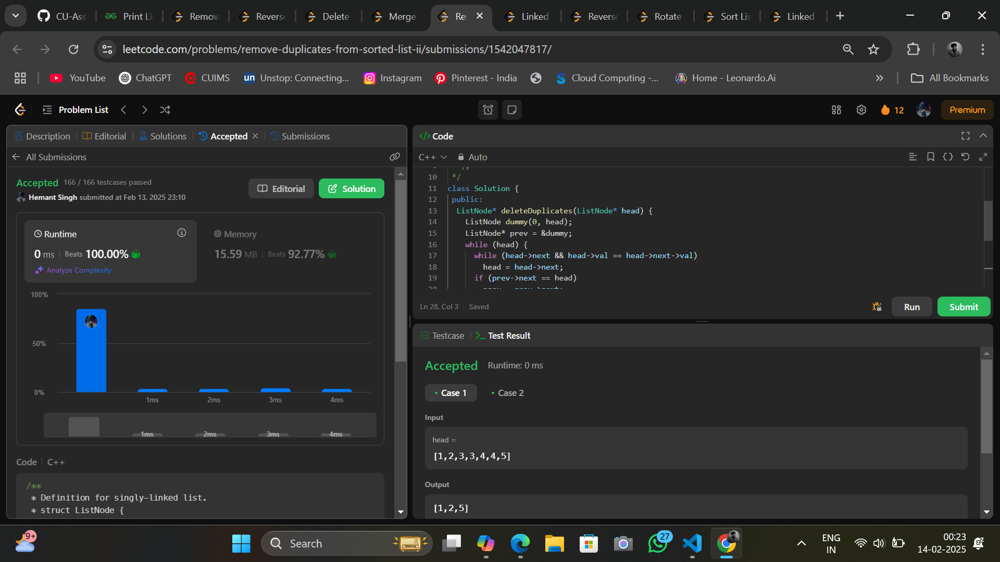 CU-Ass
Print Li
Remove
Reverse
Delete
Merge
Re
Linked
Reverse
Rotate
Sort Lis
Linked
leetcode.com/problems/remove-duplicates-from-sorted-list-ii/submissions/1542047817/
YouTube
ChatGPT
CUIMS
un Unstop: Connecting...
Instagram
Pinterest - India
Cloud Computing -...
Home - Leonardo.Ai
All Bookmarks
Problem List
12
Premium
Description
Editorial
Solutions
Accepted
Submissions
All Submissions
Accepted 166 / 166 testcases passed
Hemant Singh submitted at Feb 13, 2025 23:10
Editorial
Solution
Runtime
0 ms Beats 100.00%
Analyze Complexity
Memory
15.59 MB Beats 92.77%
100%
50%
0%
1ms 2ms 3ms 4ms
1ms 2ms 3ms 4ms
Code C++
/**
* Definition for singly-linked list.
* struct ListNode {
</> Code
C++ Auto
10 */
11 class Solution {
12 public:
13 ListNode* deleteDuplicates(ListNode* head) {
14 ListNode dummy(0, head);
15 ListNode* prev = &dummy;
16 while (head) {
17 while (head->next && head->val == head->next->val)
18 head = head->next;
19 if (prev->next == head)
Ln 28, Col 3 Saved
Run
Submit
Testcase
Test Result
Accepted Runtime: 0 ms
Case 1
Case 2
Input
head =
[1,2,3,3,4,4,5]
Output
[1,2,5]
9+
Search
27
ENG
IN
00:23
14-02-2025